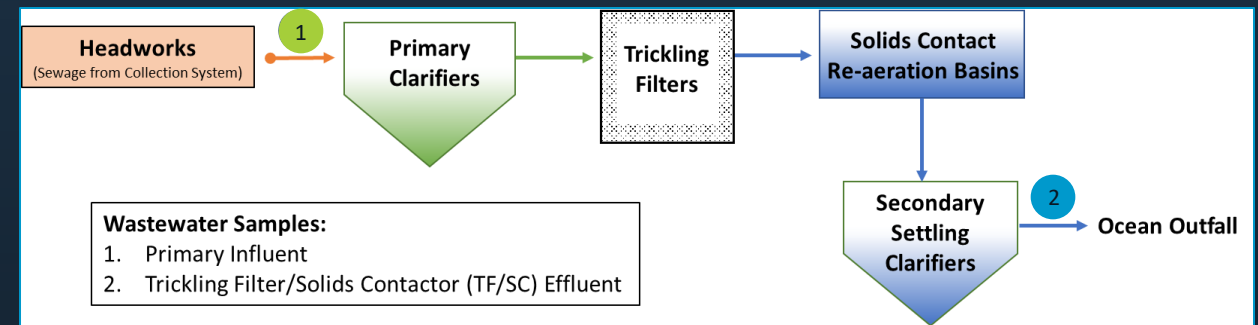 Headworks
(Sewage from Collection System)
1
Primary
Clarifiers
Trickling
Filters
Solids Contact
Re-aeration Basins
Secondary
Settling
Clarifiers
2
Ocean Outfall
Wastewater Samples:
1. Primary Influent
2. Trickling Filter/Solids Contactor (TF/SC) Effluent